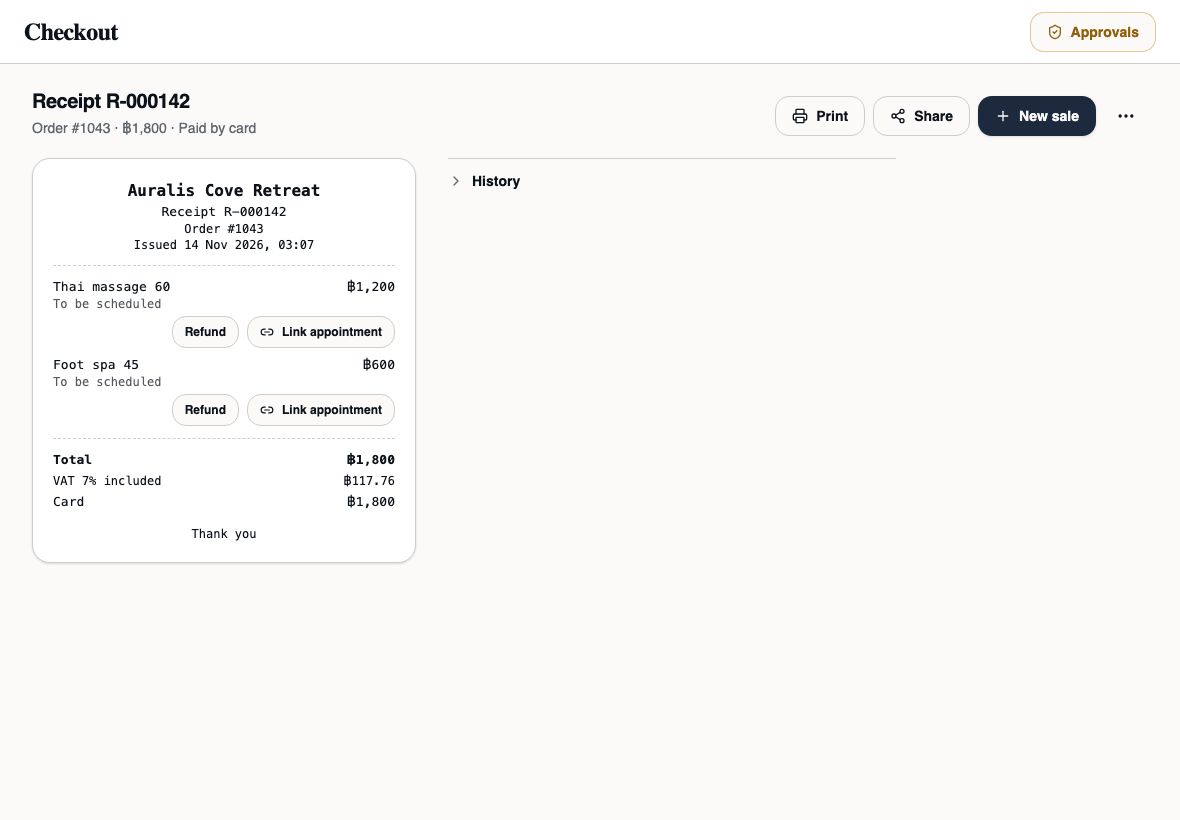 Checkout
Approvals
Receipt R-000142
Order #1043 · ฿1,800 · Paid by card
Print
Share
New sale
Auralis Cove Retreat
Receipt R-000142
Order #1043
Issued 14 Nov 2026, 03:07
Thai massage 60 ฿1,200
To be scheduled
Refund Link appointment
Foot spa 45 ฿600
To be scheduled
Refund Link appointment
Total ฿1,800
VAT 7% included ฿117.76
Card ฿1,800
Thank you
History